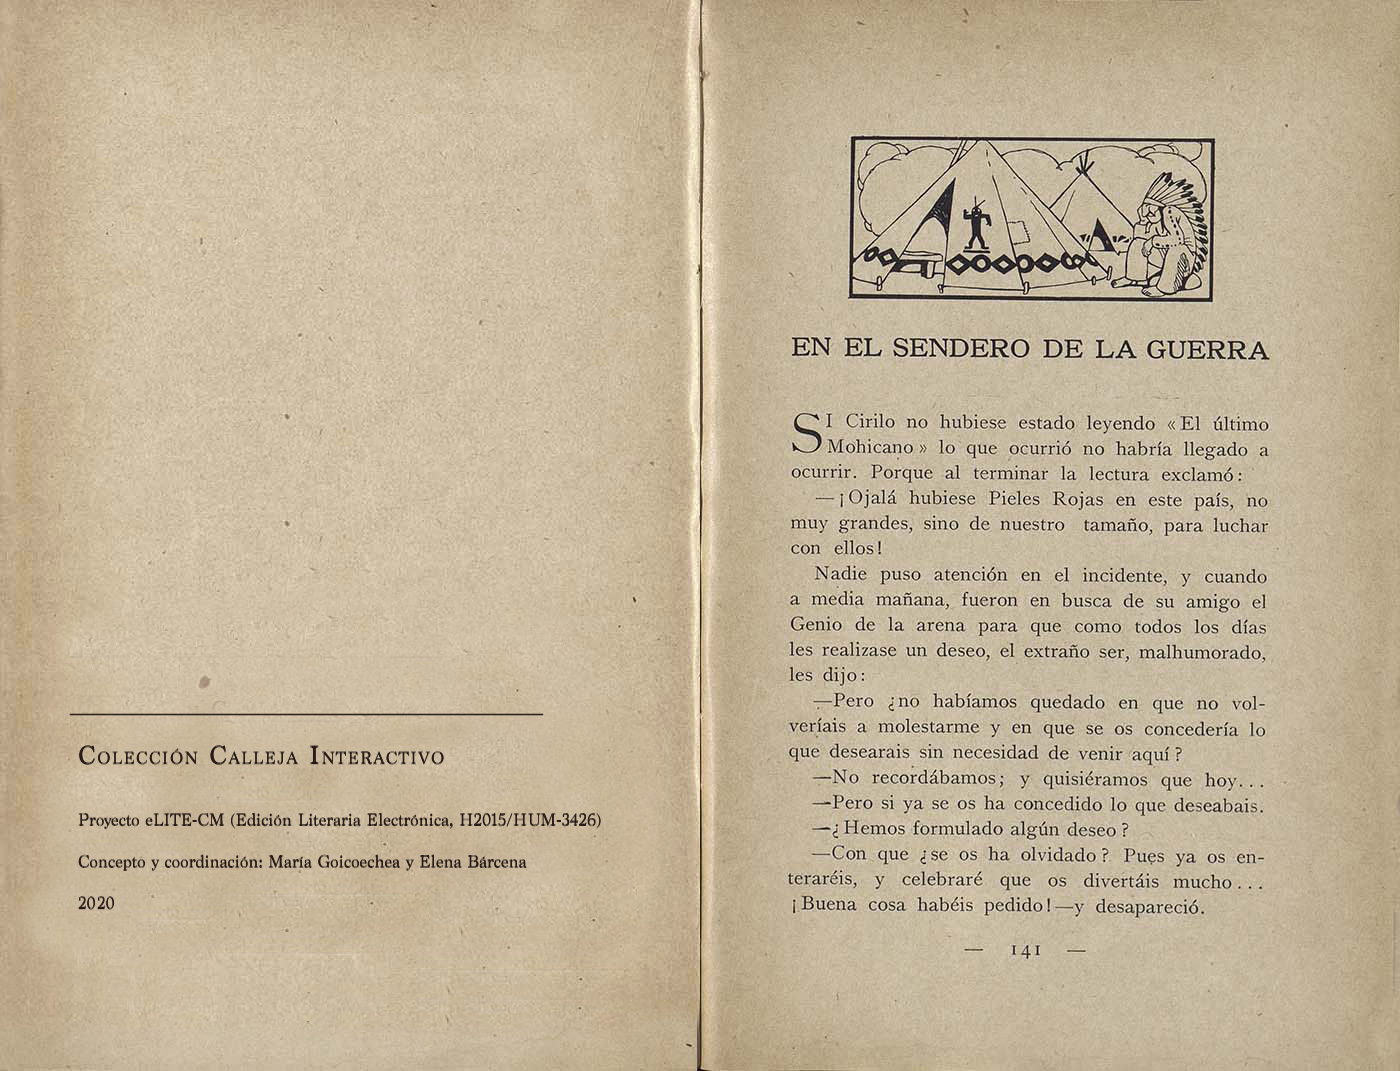 COLECCIÓN CALLEJA INTERACTIVO
Proyecto eLITE-CM (Edición Literaria Electrónica, H2015/HUM-3426)
Concepto y coordinación: María Goicoechea y Elena Bárcena
2020
EN EL SENDERO DE LA GUERRA
SI Cirilo no hubiese estado leyendo «El último
Mohicano» lo que ocurrió no habría llegado a
ocurrir. Porque al terminar la lectura exclamó:
—¡Ojalá hubiese Pieles Rojas en este país, no
muy grandes, sino de nuestro tamaño, para luchar
con ellos!
Nadie puso atención en el incidente, y cuando
a media mañana, fueron en busca de su amigo el
Genio de la arena para que como todos los días
les realizase un deseo, el extraño ser, malhumorado,
les dijo:
—Pero ¿no habíamos quedado en que no vol-
veríais a molestarme y en que se os concedería lo
que desearais sin necesidad de venir aquí?
—No recordábamos; y quisiéramos que hoy...
—Pero si ya se os ha concedido lo que deseabais.
—¿Hemos formulado algún deseo?
—Con que ¿se os ha olvidado? Pues ya os en-
teraréis, y celebraré que os divertáis mucho...
¡Buena cosa habéis pedido!—y desapareció.
— 141 —